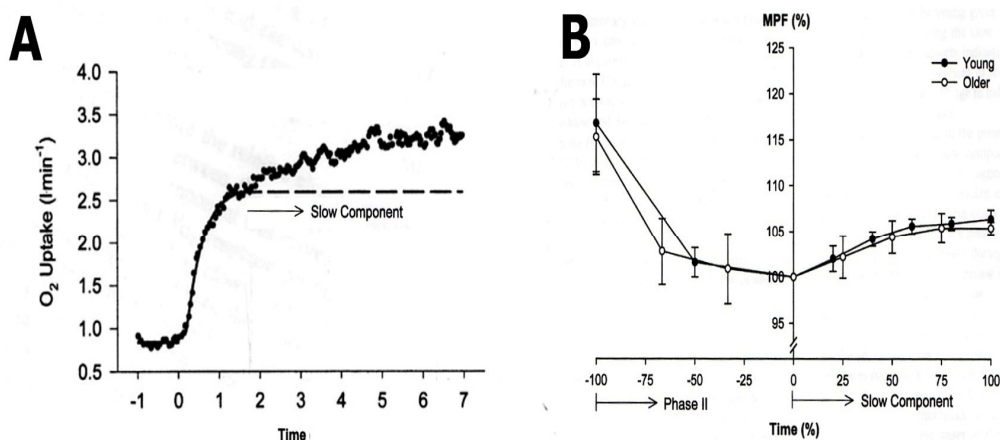 A
4.0
3.5
3.0
2.5
2.0
1.5
1.0
0.5
O₂ Uptake (l·min⁻¹)
Slow Component
-1 0 1 2 3 4 5 6 7
Time
B
MPF (%)
125
120
115
110
105
100
95
Young
Older
-100 -75 -50 -25 0 25 50 75 100
Phase II
Slow Component
Time (%)